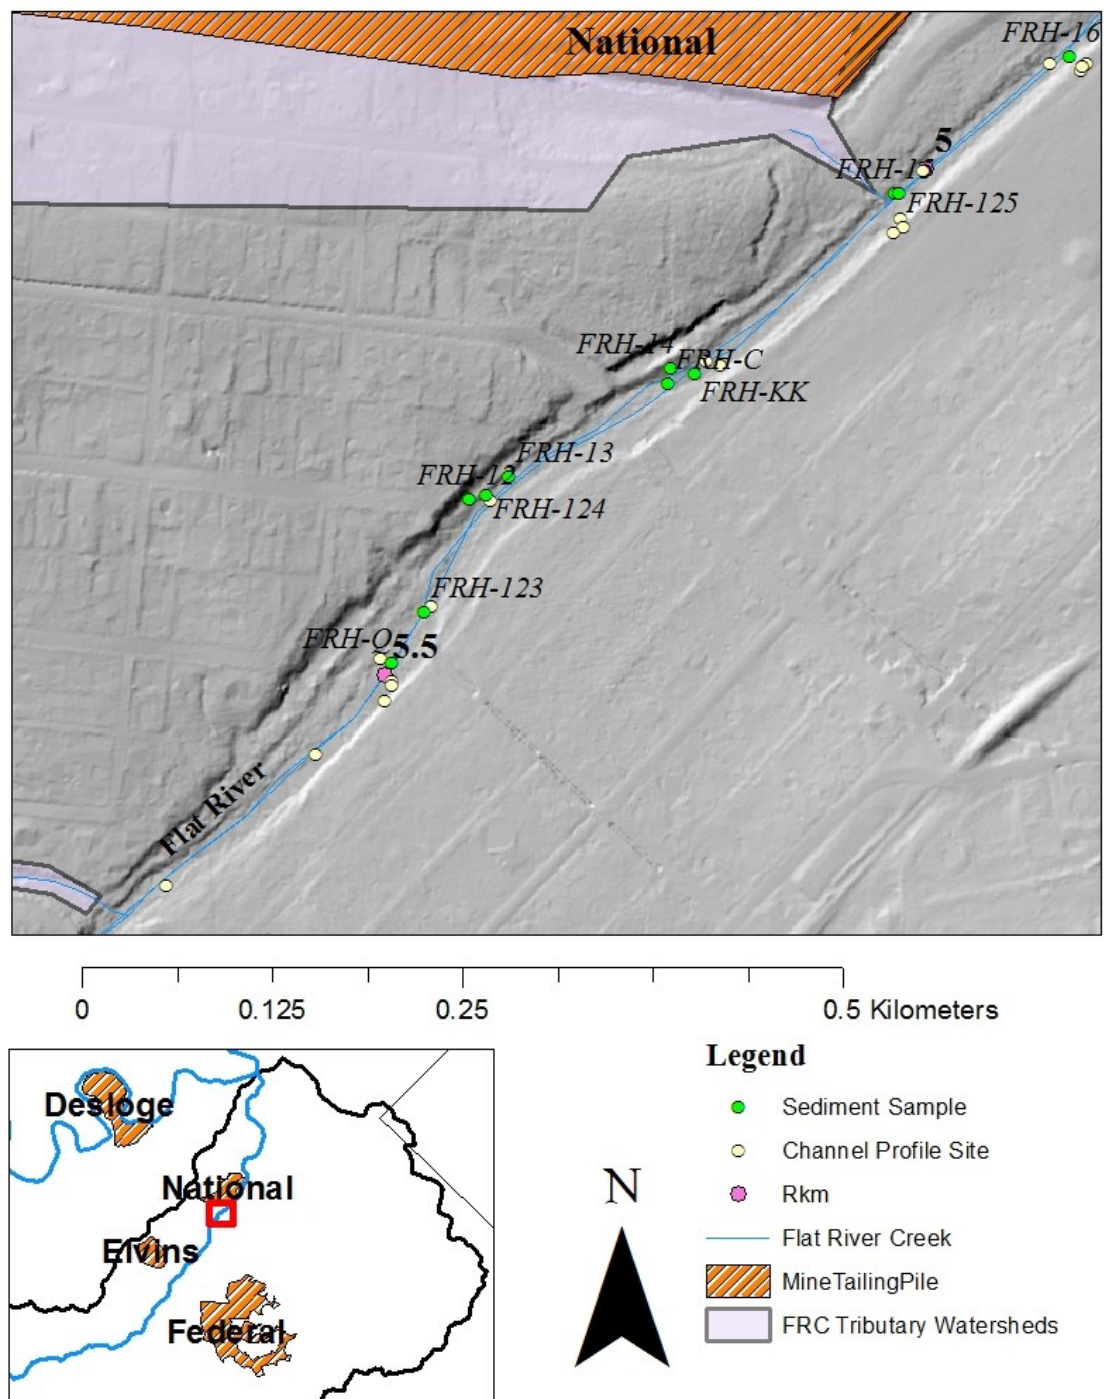 National
FRH-16
5
FRH-15
FRH-125
FRH-14
FRH-C
FRH-KK
FRH-13
FRH-12
FRH-124
FRH-123
FRH-O
5.5
Flat River
0 0.125 0.25 0.5 Kilometers
Desloge
National
Elvins
Federal
N
Legend
Sediment Sample
Channel Profile Site
Rkm
Flat River Creek
MineTailingPile
FRC Tributary Watersheds